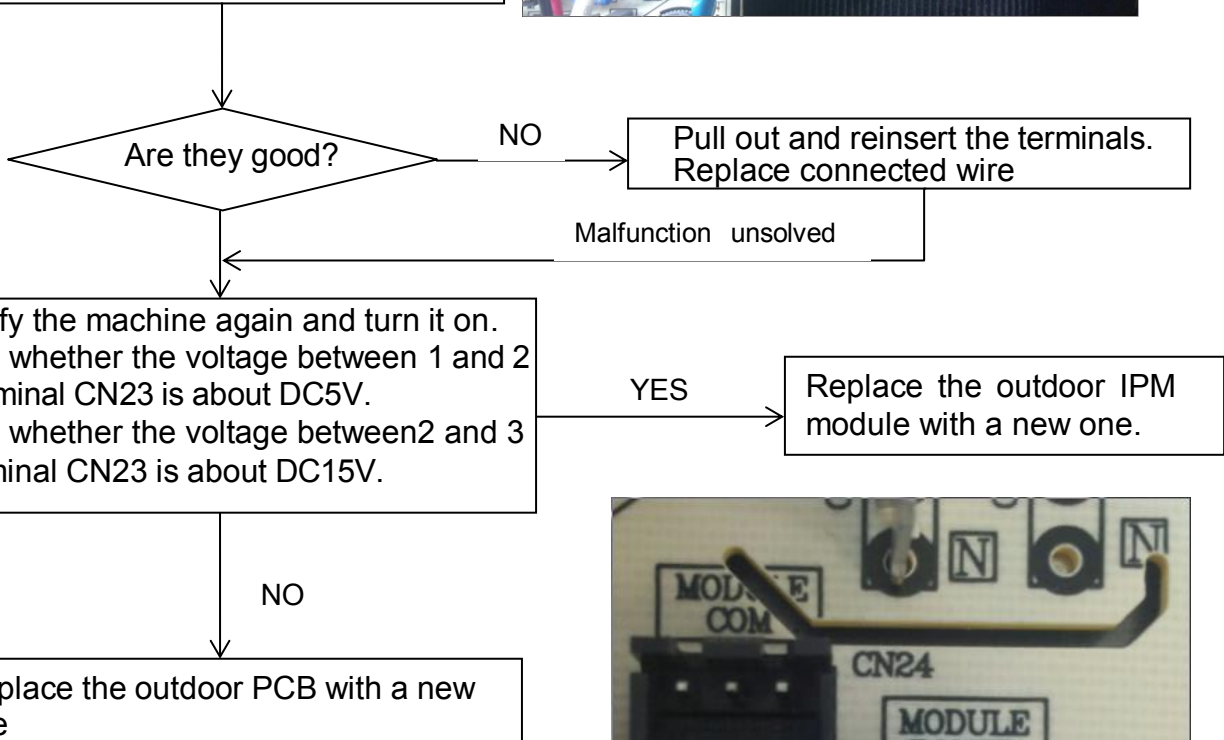 Are they good?
NO
Pull out and reinsert the terminals.
Replace connected wire
Malfunction unsolved
fy the machine again and turn it on.
whether the voltage between 1 and 2
minal CN23 is about DC5V.
whether the voltage between2 and 3
minal CN23 is about DC15V.
YES
Replace the outdoor IPM
module with a new one.
NO
place the outdoor PCB with a new
e
N
N
MODULE
COM
CN24
MODULE